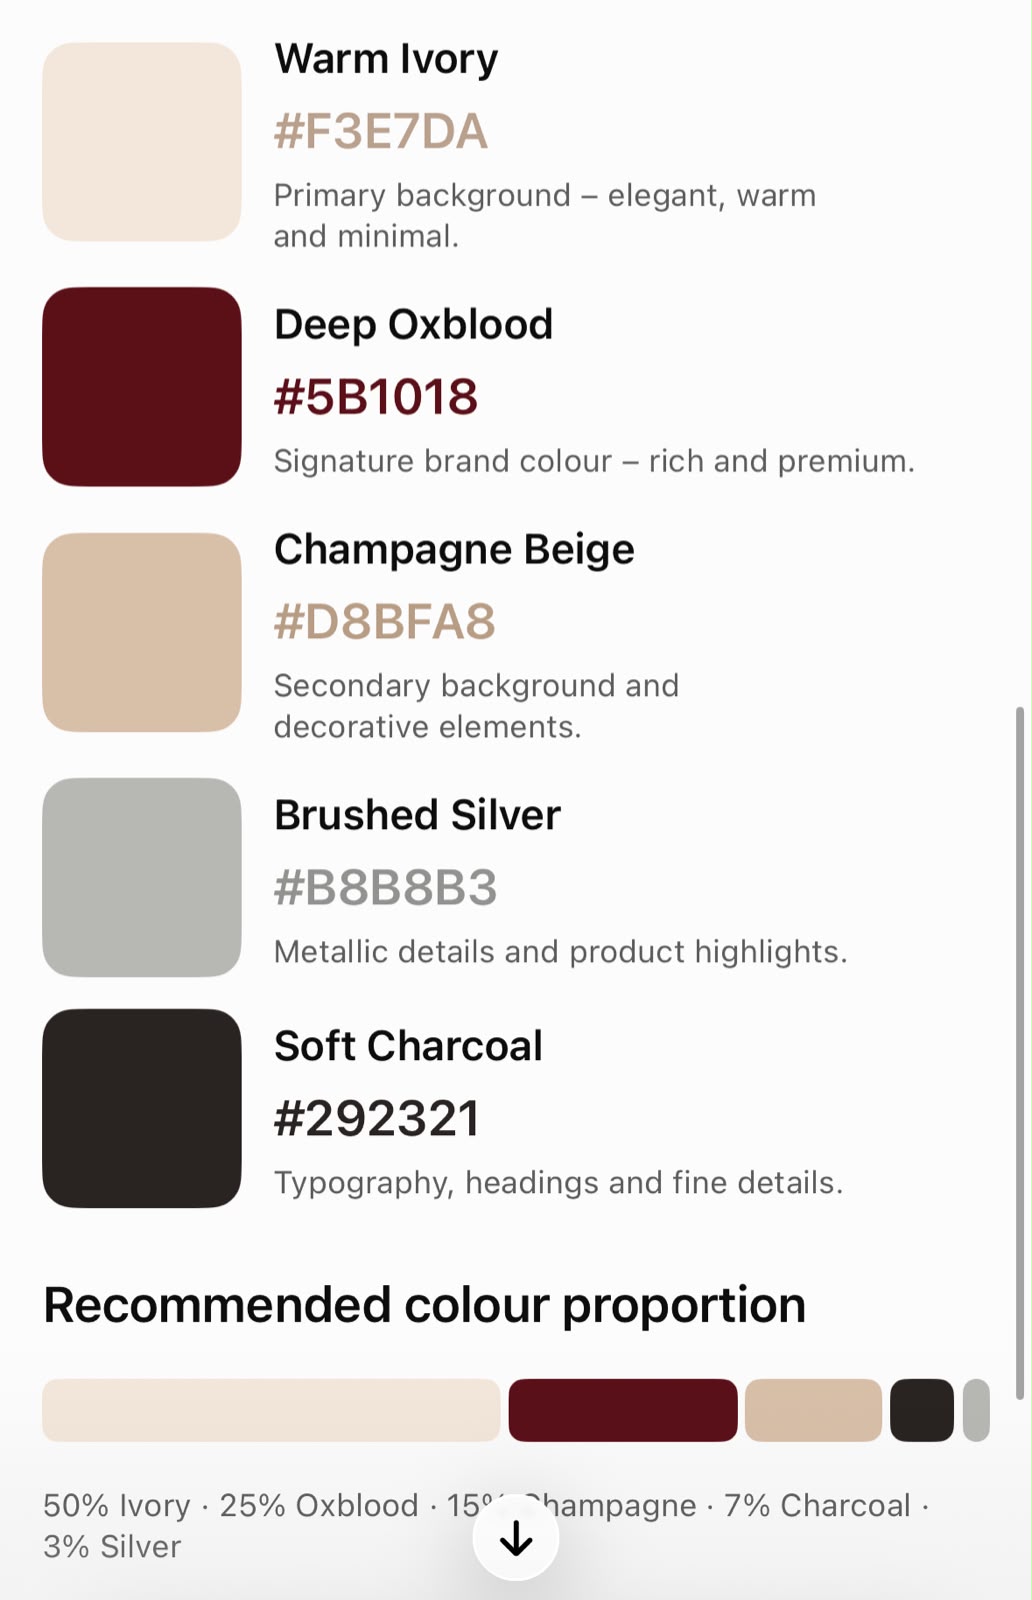 Warm Ivory
#F3E7DA
Primary background – elegant, warm
and minimal.
Deep Oxblood
#5B1018
Signature brand colour – rich and premium.
Champagne Beige
#D8BFA8
Secondary background and
decorative elements.
Brushed Silver
#B8B8B3
Metallic details and product highlights.
Soft Charcoal
#292321
Typography, headings and fine details.
Recommended colour proportion
50% Ivory · 25% Oxblood · 15% Champagne · 7% Charcoal ·
3% Silver